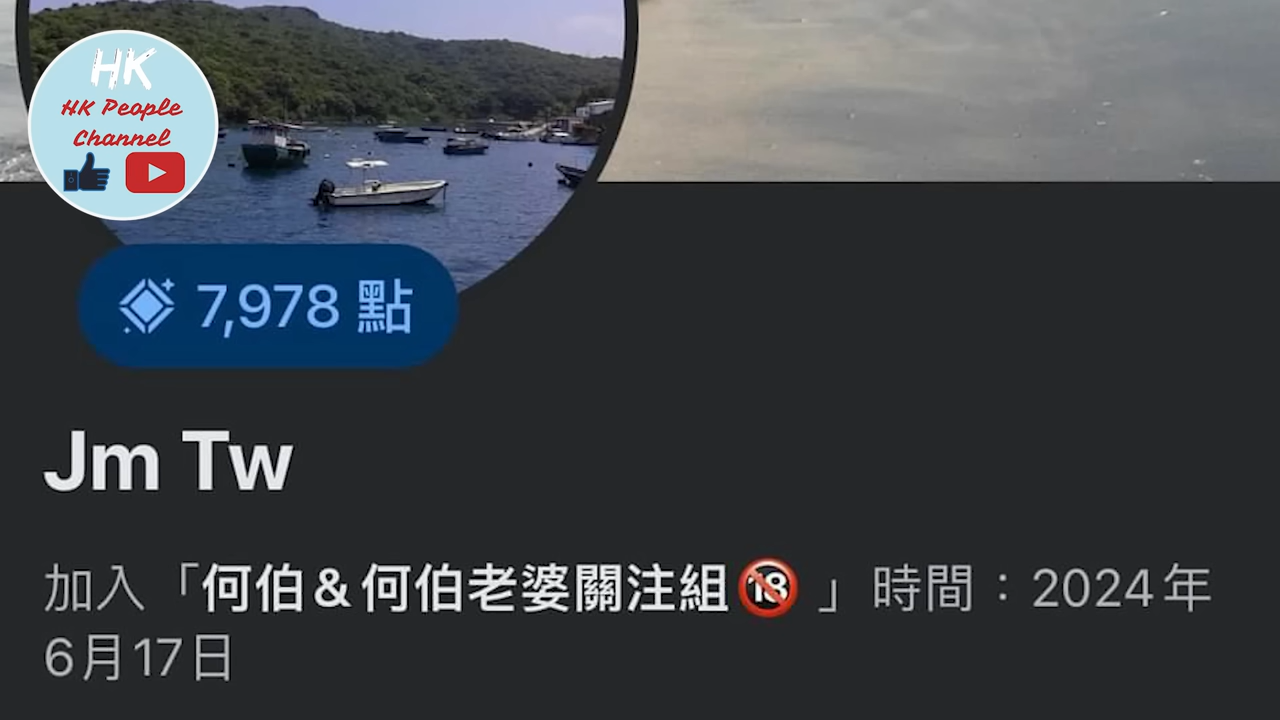 HK
HK People
Channel
7,978 點
Jm Tw
加入「何伯&何伯老婆關注組🔞」時間：2024年
6月17日